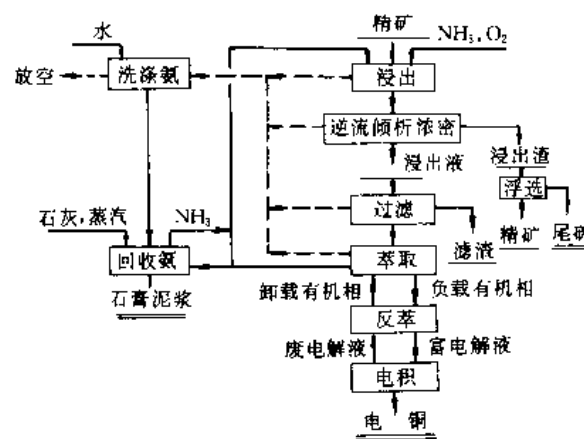 水
精矿
NH₃,O₂
放空
洗涤氨
浸出
逆流倾析浓密
浸出液
浸出渣
浮选
石灰,蒸汽
NH₃
过滤
精矿
尾矿
滤渣
回收氨
萃取
石膏泥浆
卸载有机相
负载有机相
反萃
废电解液
富电解液
电积
电 铜